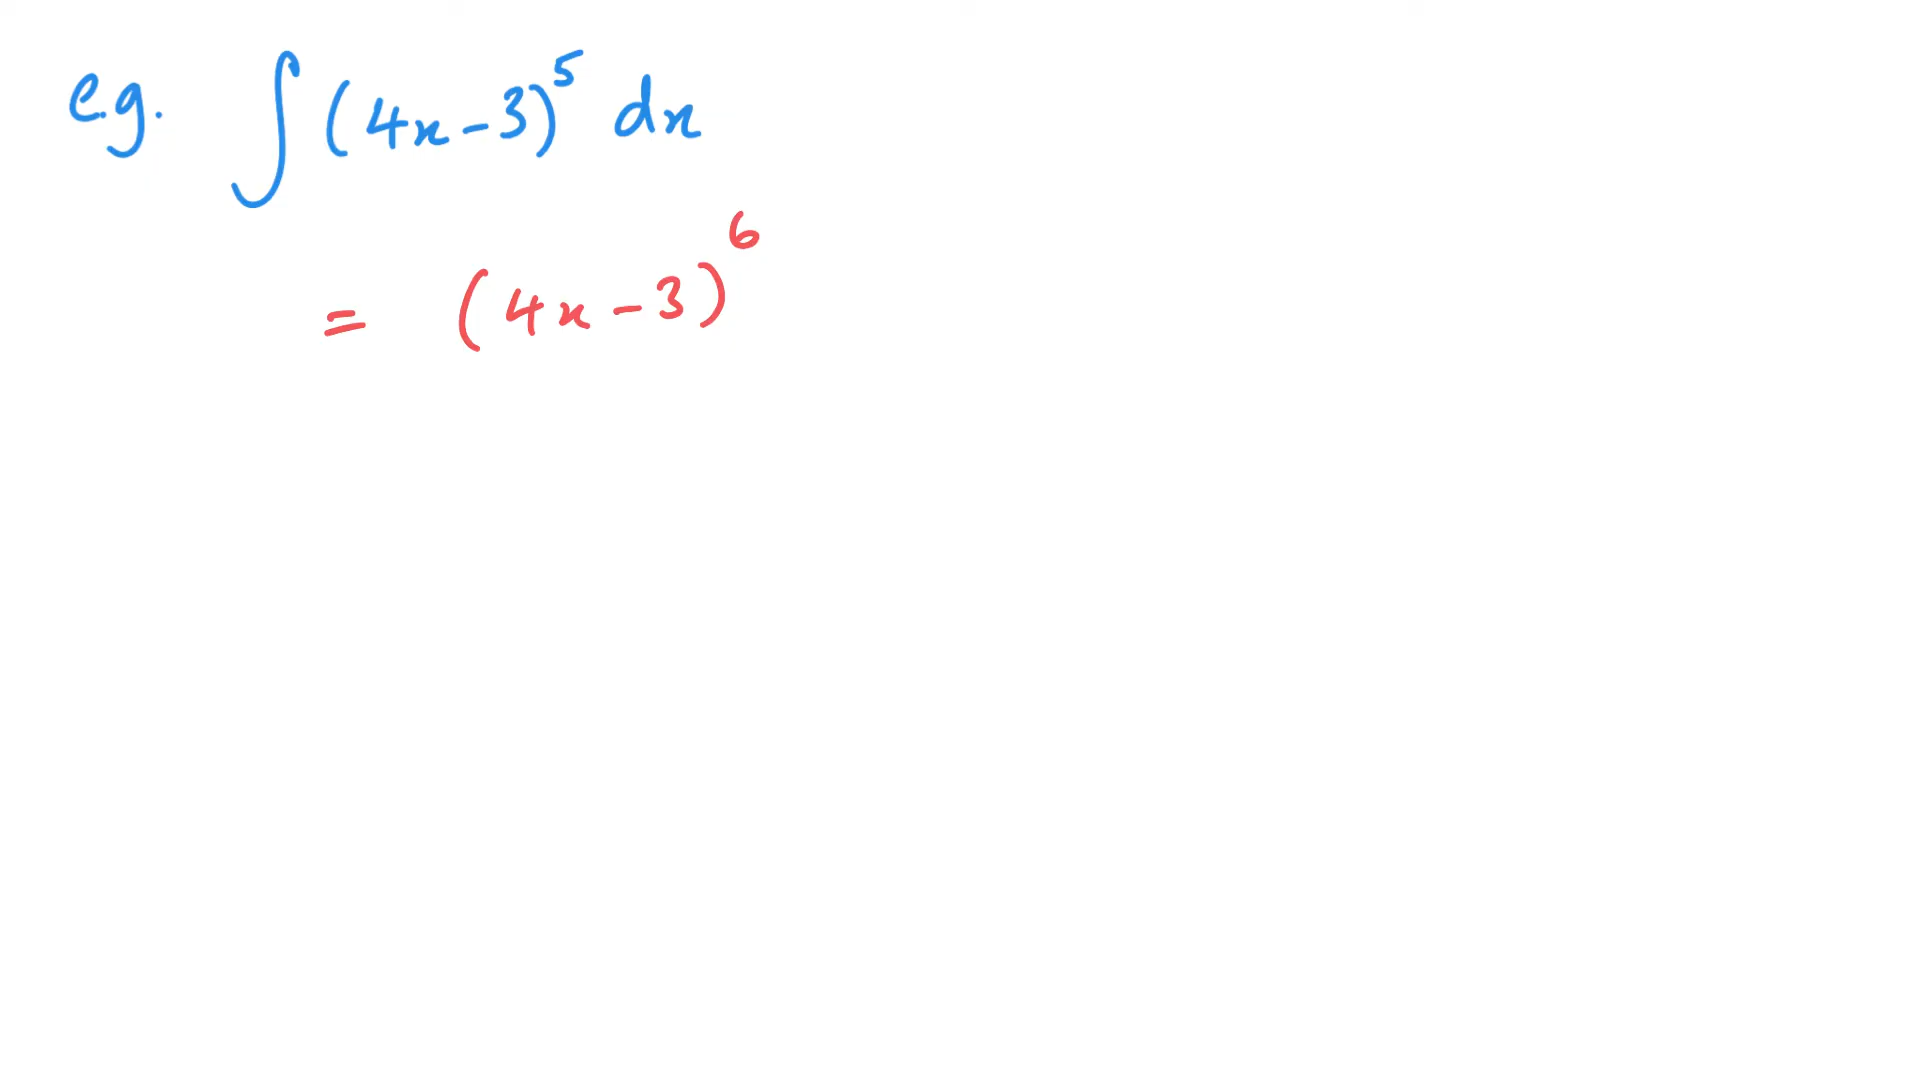 e.g. ∫ (4x-3)⁵ dx
= (4x-3)⁶